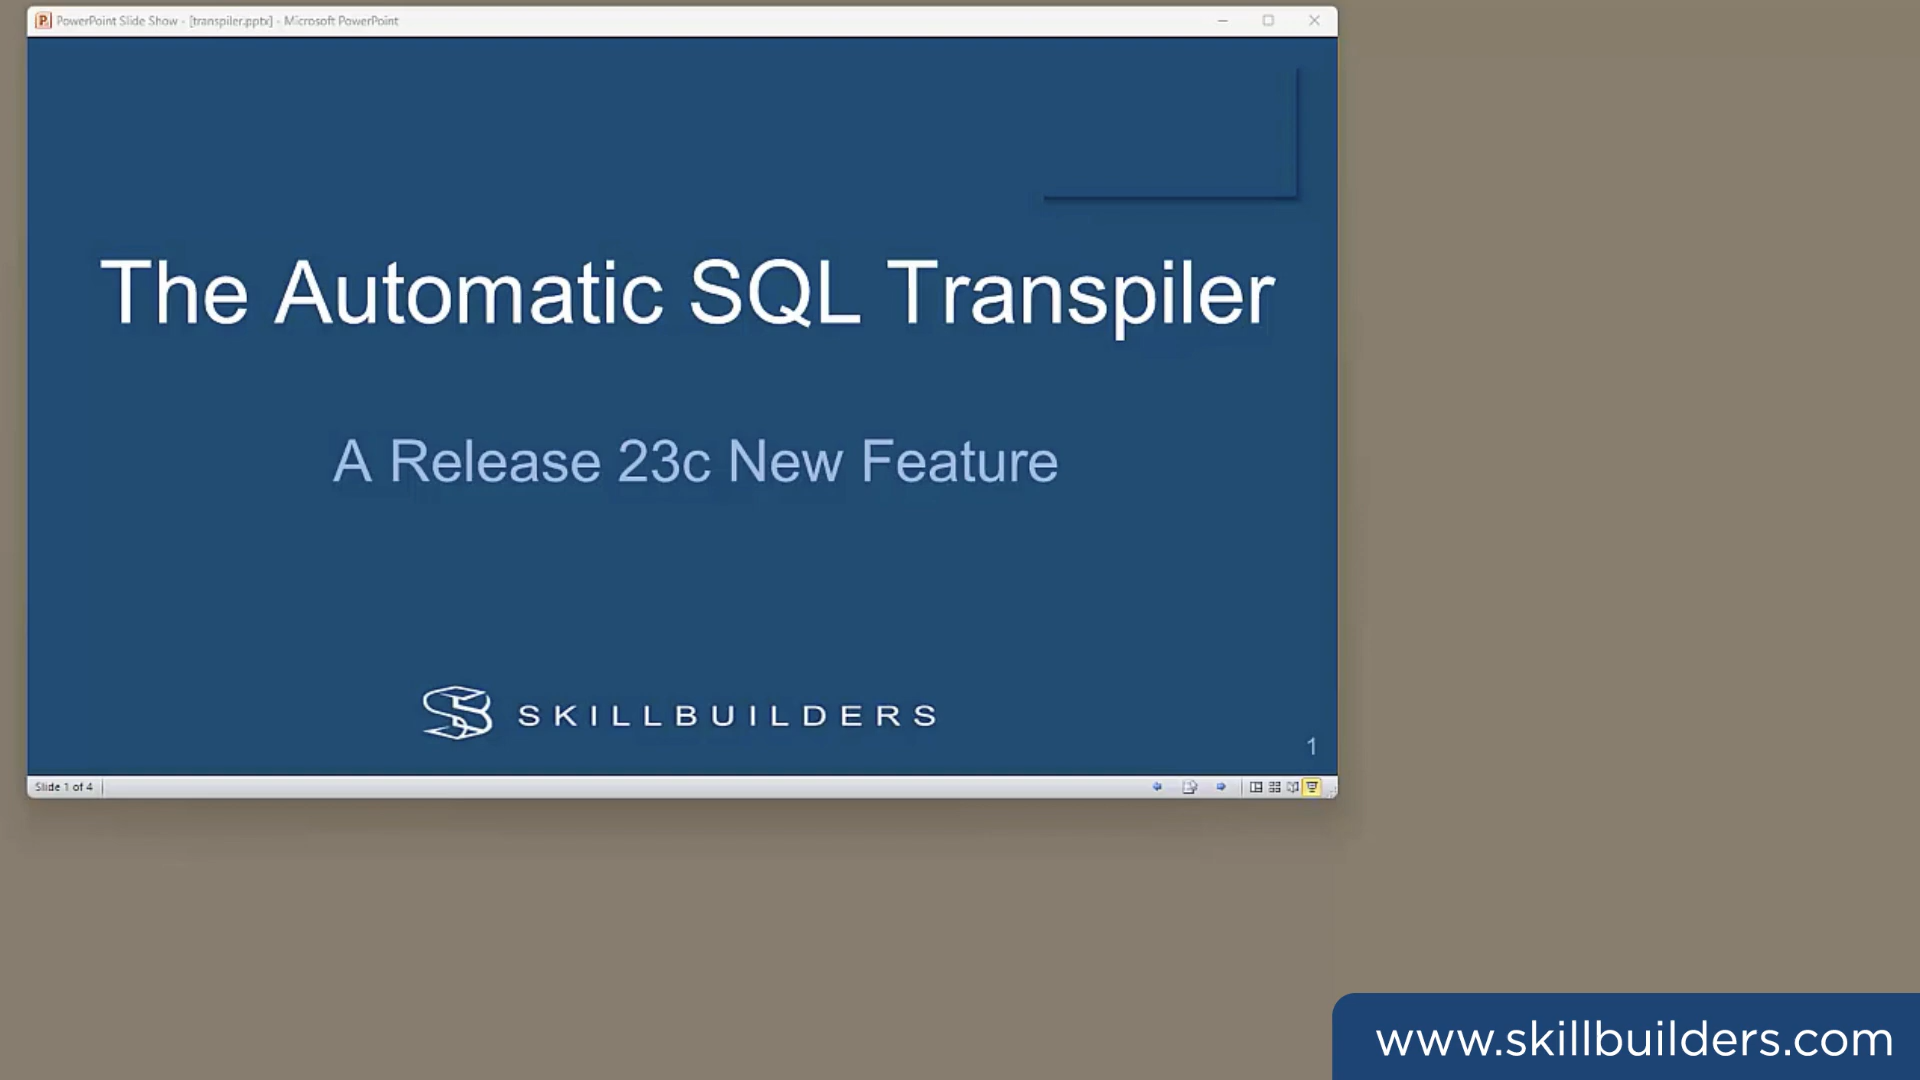 PowerPoint Slide Show - [transpiler.pptx] - Microsoft PowerPoint
The Automatic SQL Transpiler
A Release 23c New Feature
SKILLBUILDERS
1
Slide 1 of 4
www.skillbuilders.com